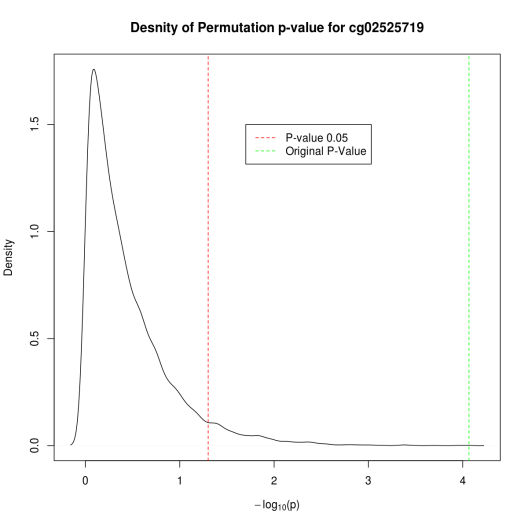 Desnity of Permutation p-value for cg02525719
P-value 0.05
Original P-Value
Density
0.0
0.5
1.0
1.5
0 1 2 3 4
−log10(p)